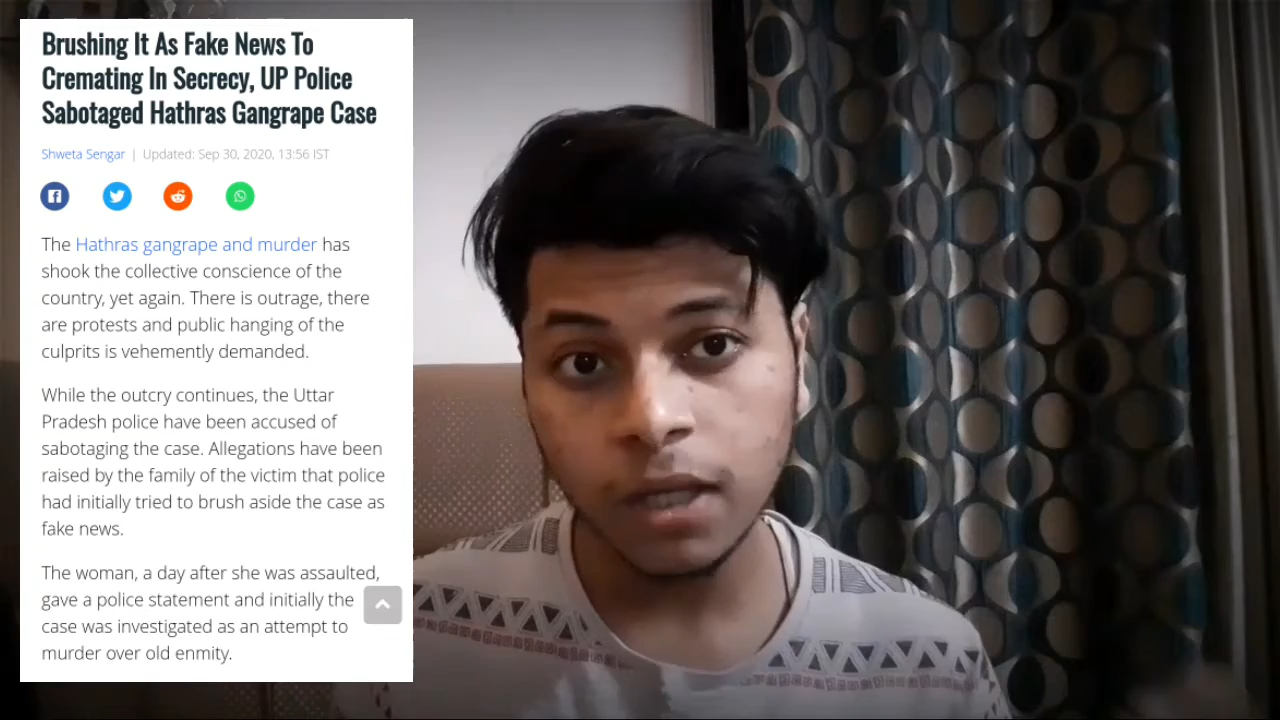 Brushing It As Fake News To
Cremating In Secrecy, UP Police
Sabotaged Hathras Gangrape Case
Shweta Sengar | Updated: Sep 30, 2020, 13:56 IST
The Hathras gangrape and murder has
shook the collective conscience of the
country, yet again. There is outrage, there
are protests and public hanging of the
culprits is vehemently demanded.
While the outcry continues, the Uttar
Pradesh police have been accused of
sabotaging the case. Allegations have been
raised by the family of the victim that police
had initially tried to brush aside the case as
fake news.
The woman, a day after she was assaulted,
gave a police statement and initially the
case was investigated as an attempt to
murder over old enmity.